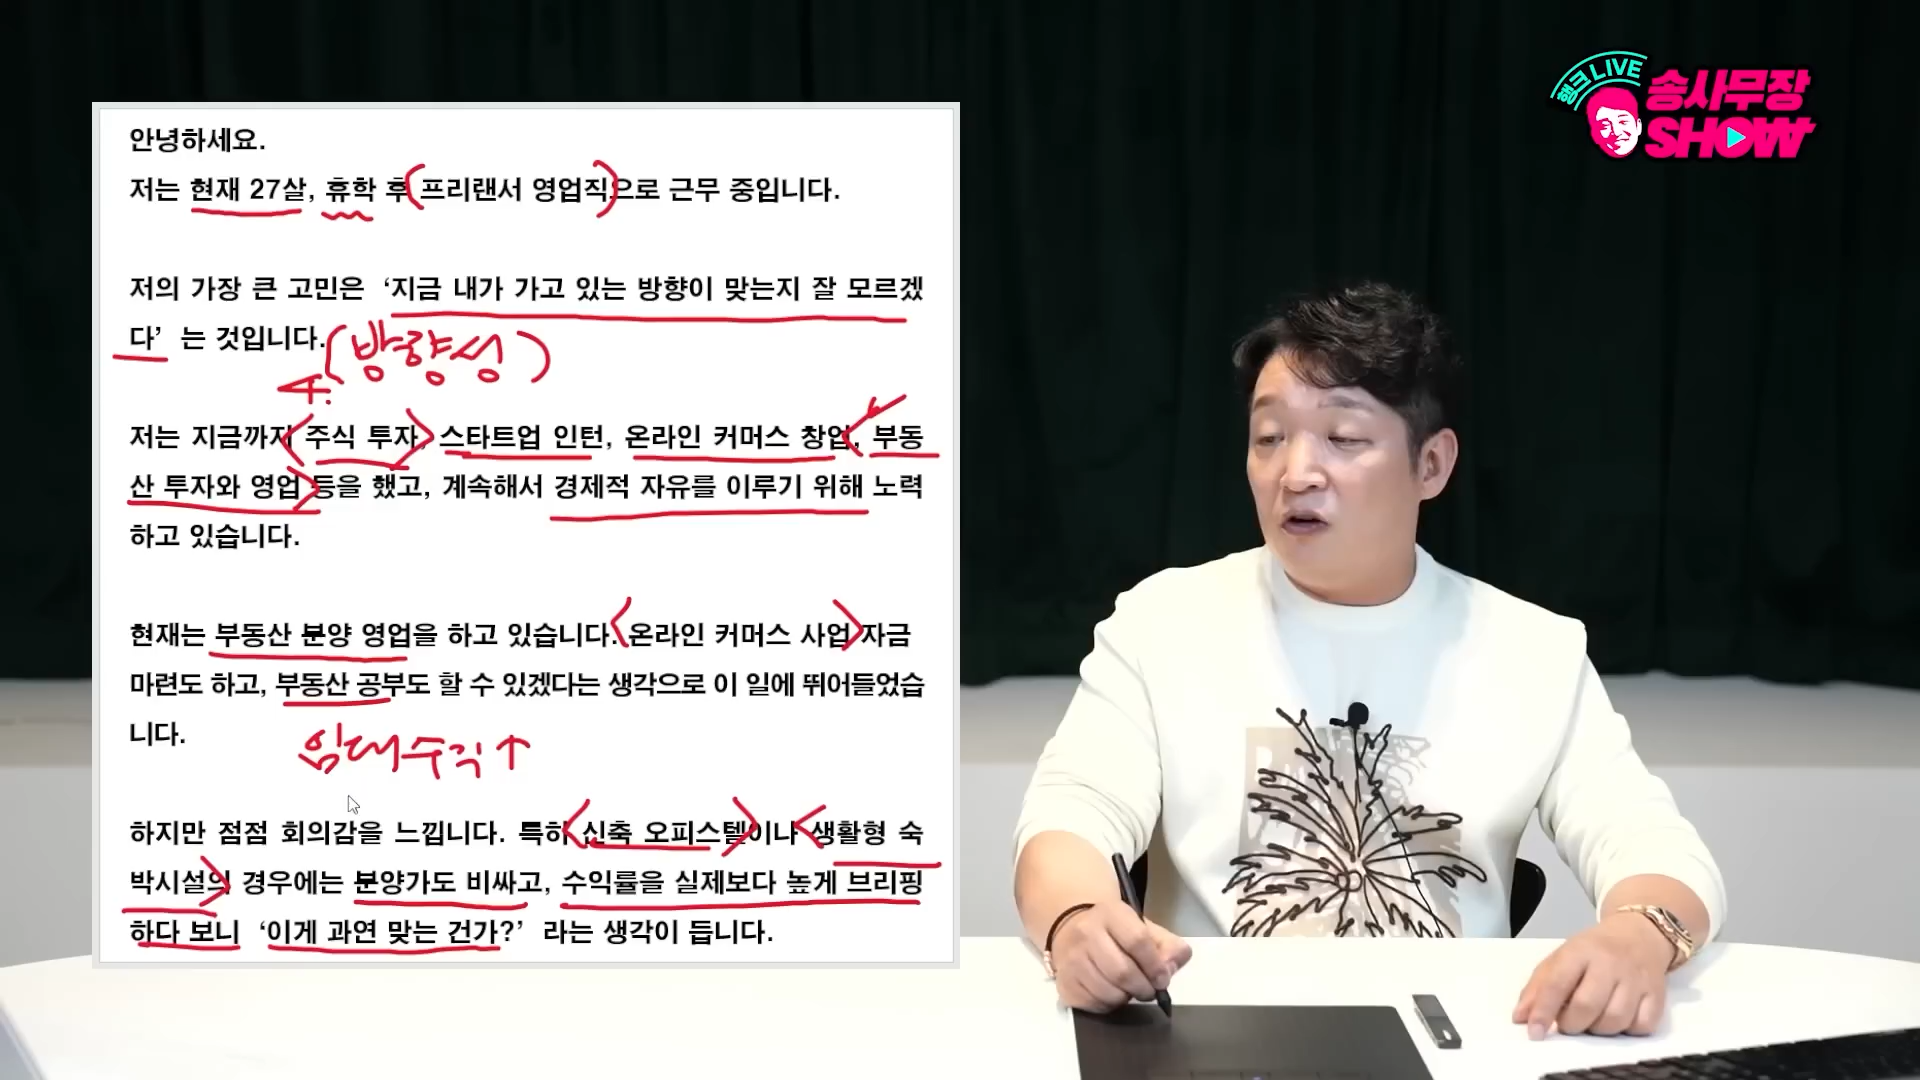 행크LIVE
송사무장
SHOW
안녕하세요.
저는 현재 27살, 휴학 후 프리랜서 영업직으로 근무 중입니다.
저의 가장 큰 고민은 ‘지금 내가 가고 있는 방향이 맞는지 잘 모르겠
다’ 는 것입니다.
(방향성)
4.
저는 지금까지 주식 투자, 스타트업 인턴, 온라인 커머스 창업, 부동
산 투자와 영업 등을 했고, 계속해서 경제적 자유를 이루기 위해 노력
하고 있습니다.
현재는 부동산 분양 영업을 하고 있습니다. 온라인 커머스 사업 자금
마련도 하고, 부동산 공부도 할 수 있겠다는 생각으로 이 일에 뛰어들었습
니다.
임대수익↑
하지만 점점 회의감을 느낍니다. 특히 신축 오피스텔이나 생활형 숙
박시설의 경우에는 분양가도 비싸고, 수익률을 실제보다 높게 브리핑
하다 보니 ‘이게 과연 맞는 건가?’ 라는 생각이 듭니다.